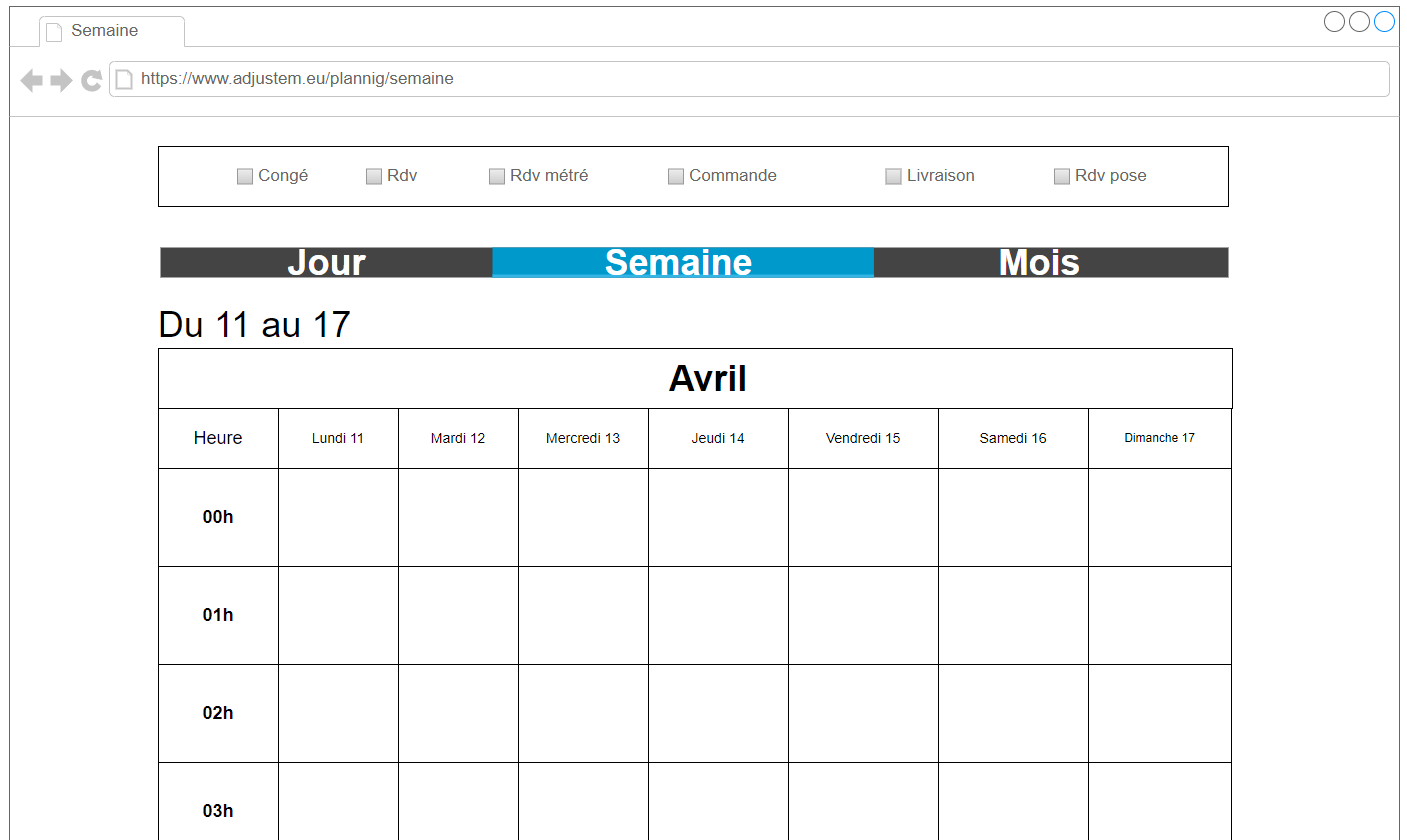 Semaine
https://www.adjustem.eu/plannig/semaine
Congé Rdv Rdv métré Commande Livraison Rdv pose
Jour Semaine Mois
Du 11 au 17
Avril
Heure Lundi 11 Mardi 12 Mercredi 13 Jeudi 14 Vendredi 15 Samedi 16 Dimanche 17
00h
01h
02h
03h